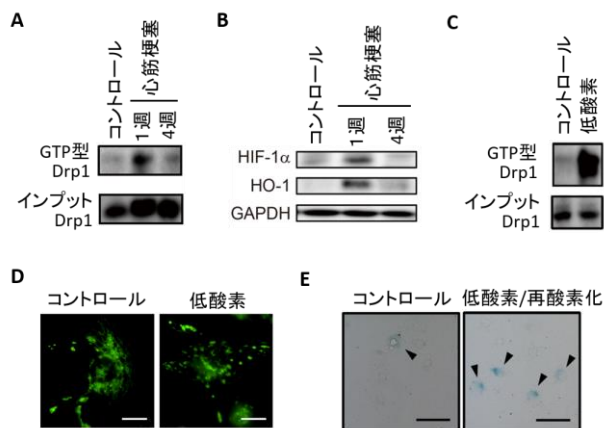 A
コントロール
心筋梗塞
1週
4週
GTP型
Drp1
インプット
Drp1
B
コントロール
心筋梗塞
1週
4週
HIF-1α
HO-1
GAPDH
C
コントロール
低酸素
GTP型
Drp1
インプット
Drp1
D
コントロール 低酸素
E
コントロール 低酸素/再酸素化